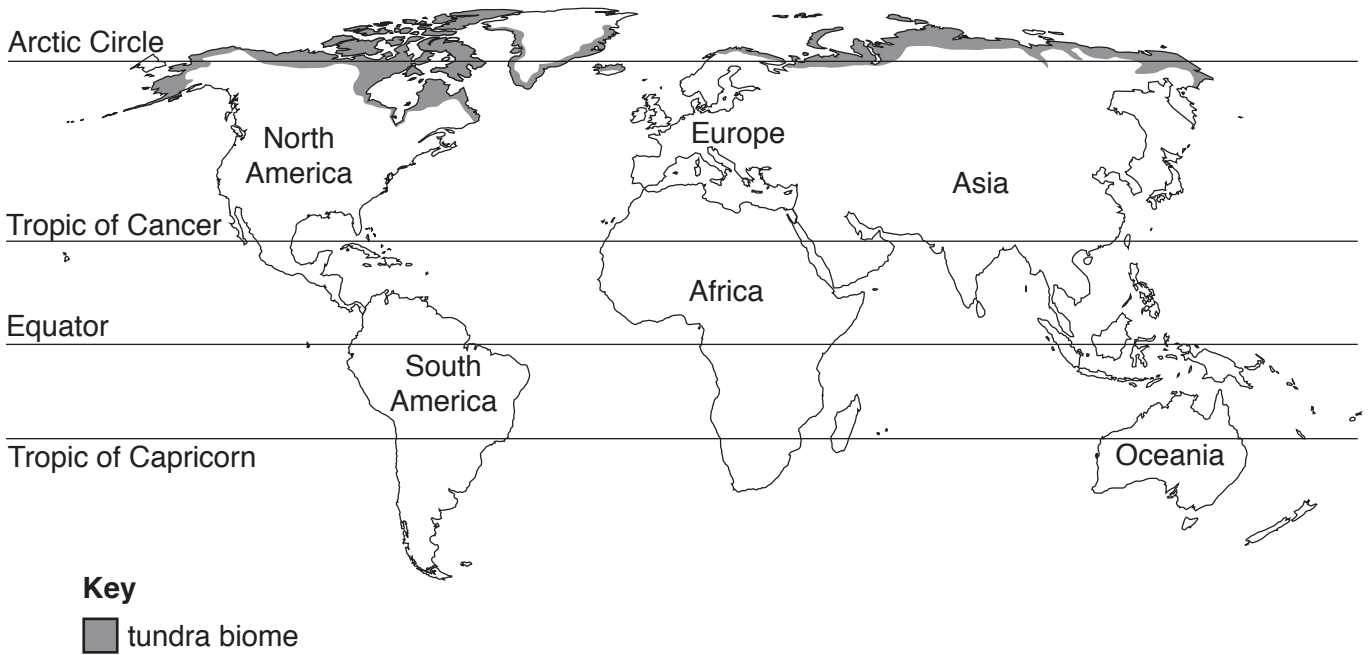 Arctic Circle
North
America
Europe
Asia
Tropic of Cancer
Africa
Equator
South
America
Tropic of Capricorn
Oceania
Key
tundra biome